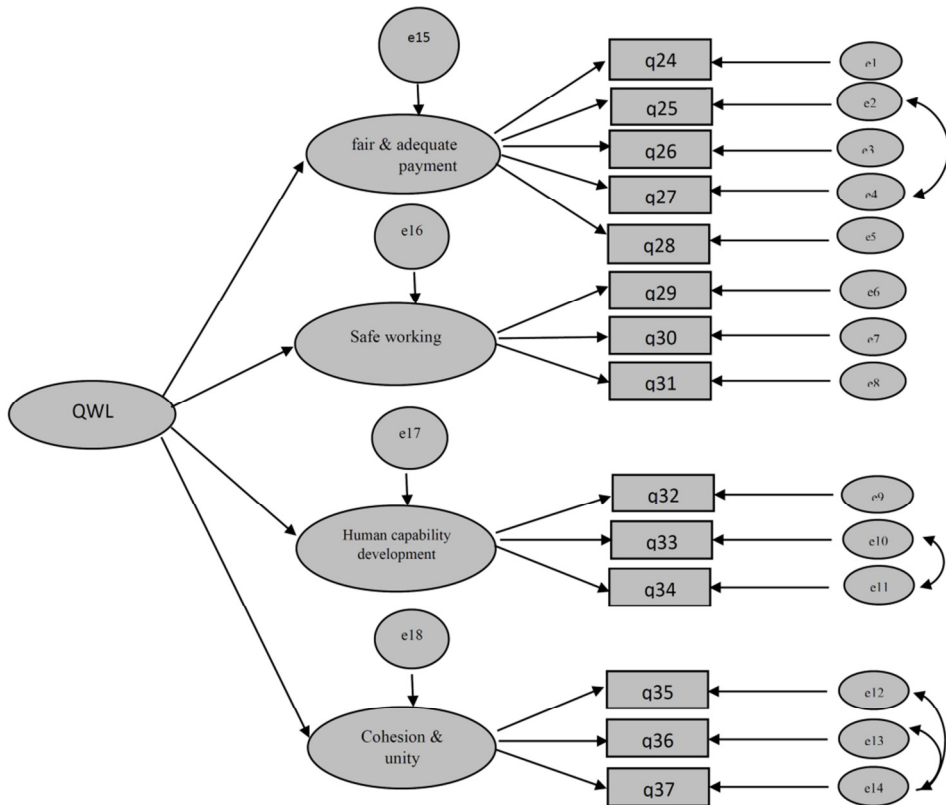 e15
q24
e1
q25
e2
fair & adequate
payment
q26
e3
q27
e4
e16
q28
e5
q29
e6
Safe working
q30
e7
q31
e8
QWL
e17
q32
e9
Human capability
development
q33
e10
q34
e11
e18
q35
e12
Cohesion &
unity
q36
e13
q37
e14